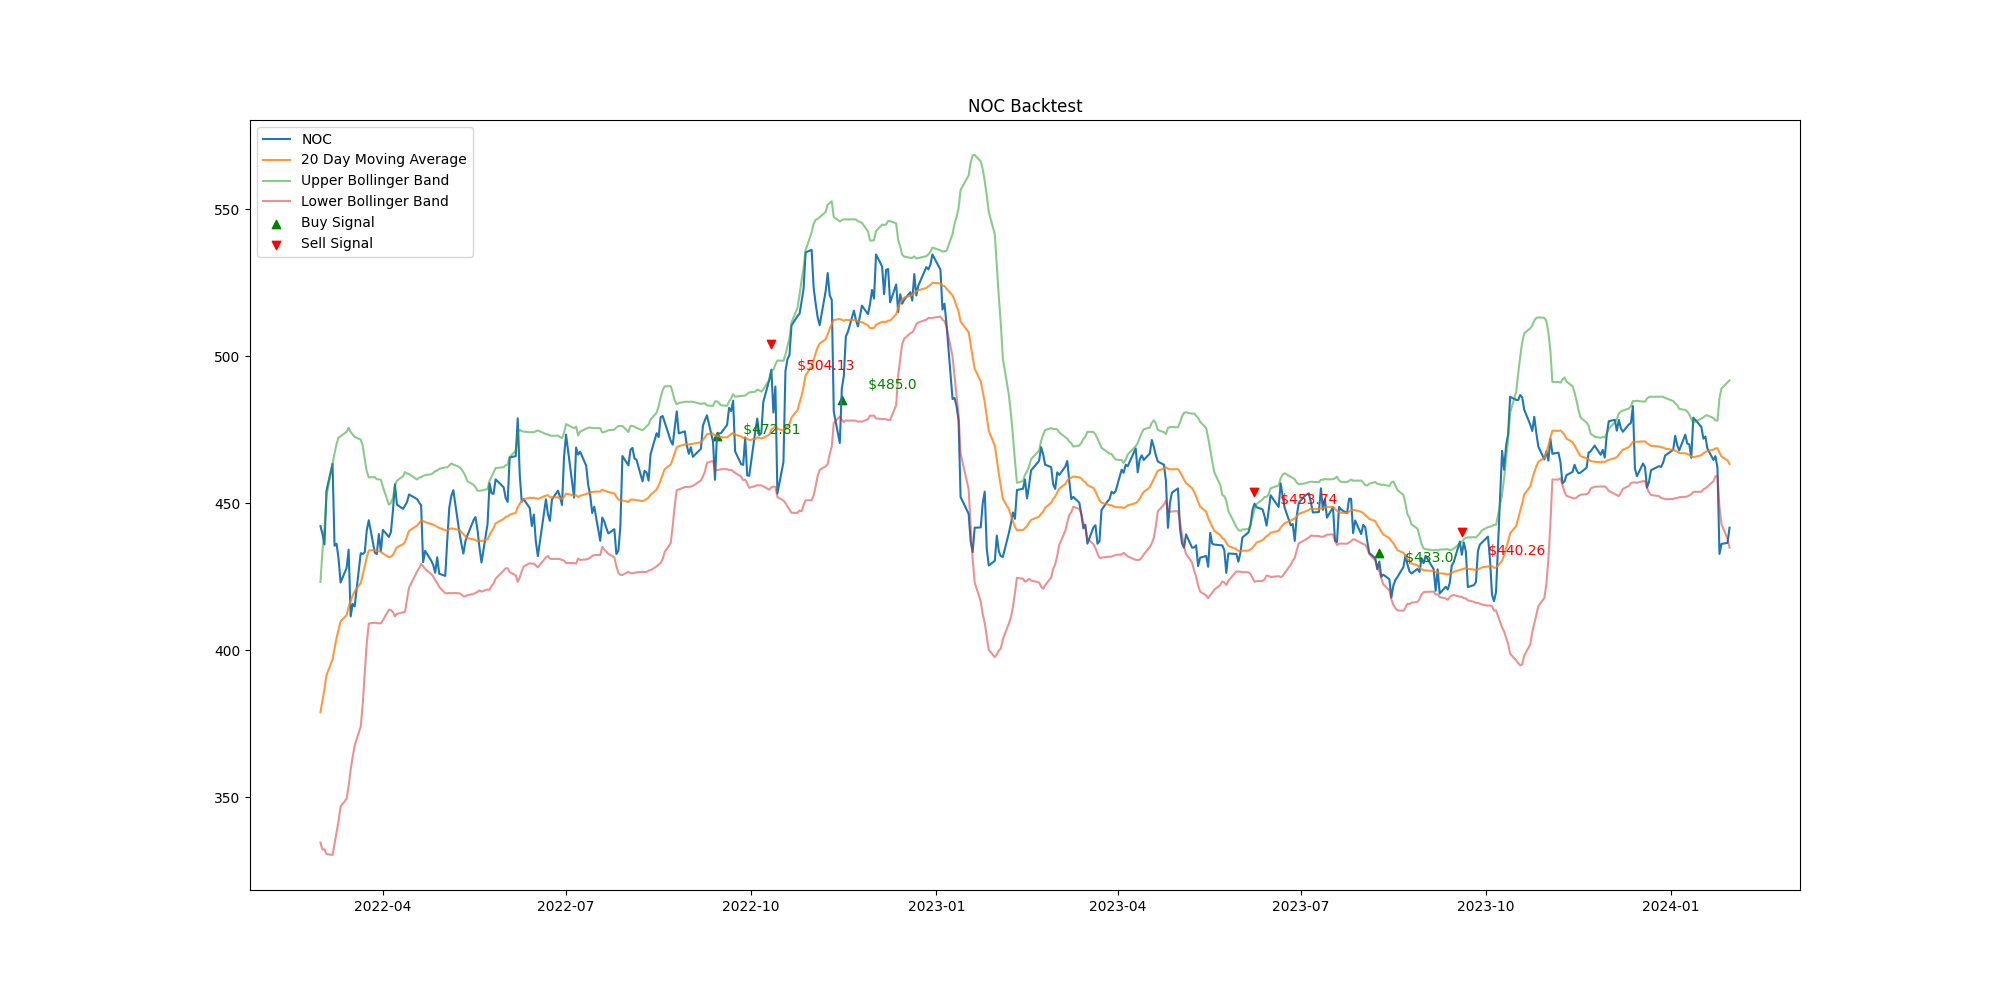 NOC Backtest
NOC
20 Day Moving Average
Upper Bollinger Band
Lower Bollinger Band
Buy Signal
Sell Signal
550
500
450
400
350
$504.13
$485.0
$472.81
$453.74
$433.0
$440.26
2022-04
2022-07
2022-10
2023-01
2023-04
2023-07
2023-10
2024-01